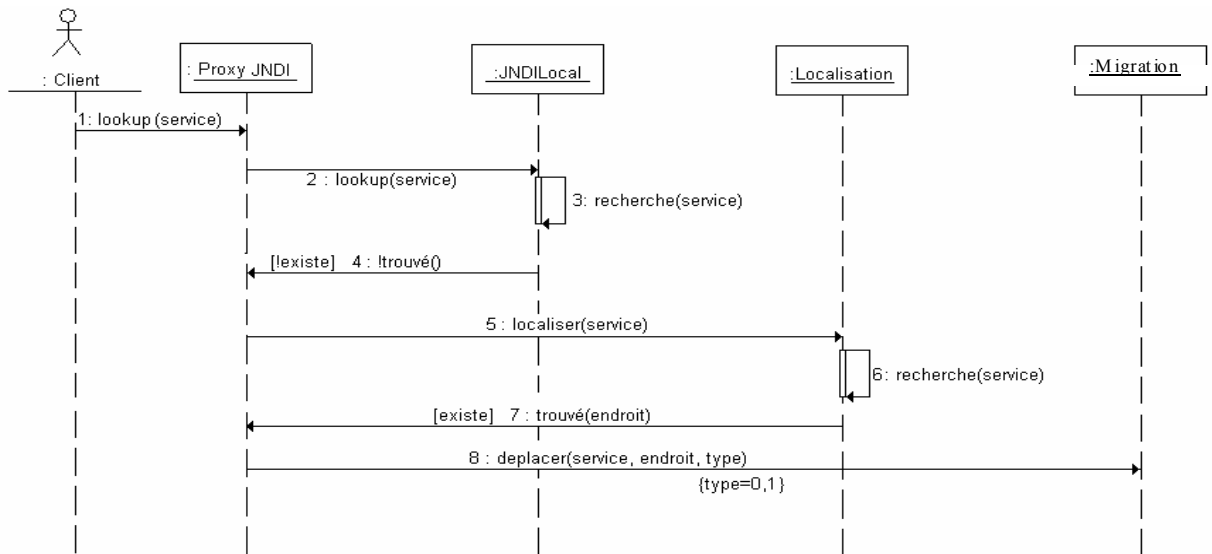 : Client
: Proxy JNDI
:JNDILocal
:Localisation
:Migration
1: lookup (service)
2 : lookup(service)
3: recherche(service)
[!existe] 4 : !trouvé()
5 : localiser(service)
6: recherche(service)
[existe] 7 : trouvé(endroit)
8 : deplacer(service, endroit, type)
{type=0,1}